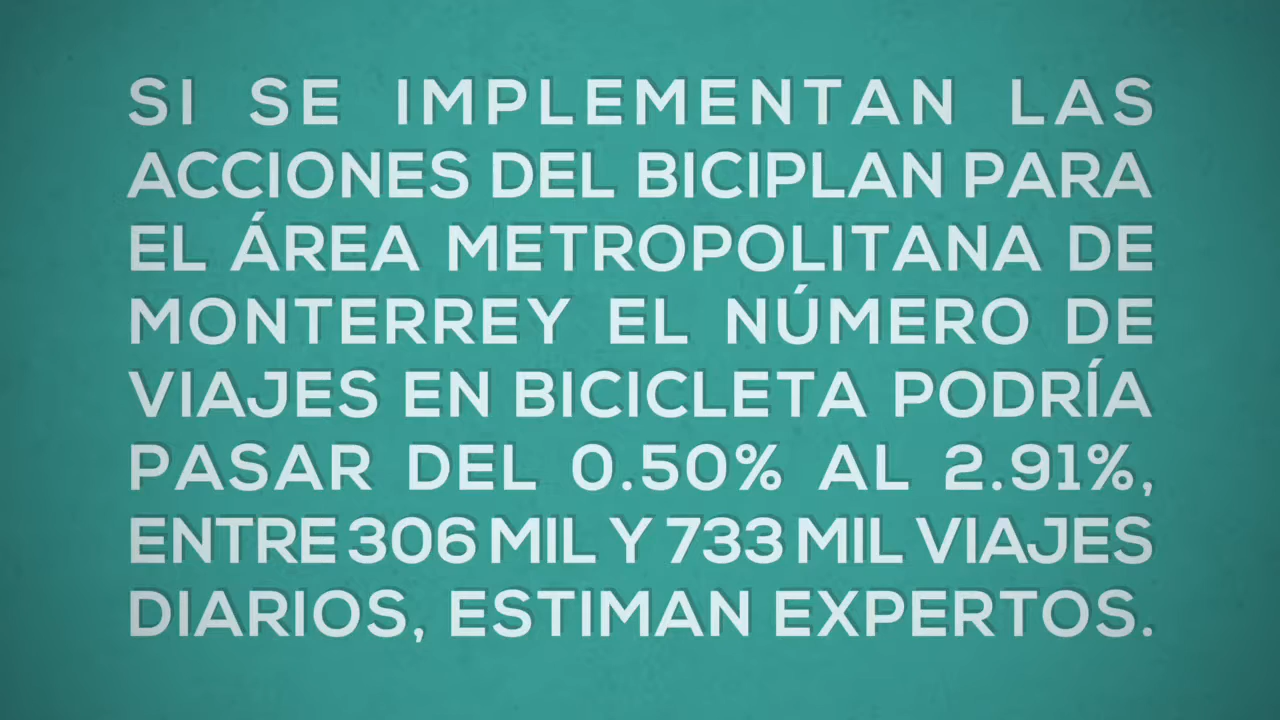 SI SE IMPLEMENTAN LAS
ACCIONES DEL BICIPLAN PARA
EL ÁREA METROPOLITANA DE
MONTERREY EL NÚMERO DE
VIAJES EN BICICLETA PODRÍA
PASAR DEL 0.50% AL 2.91%,
ENTRE 306 MIL Y 733 MIL VIAJES
DIARIOS, ESTIMAN EXPERTOS.